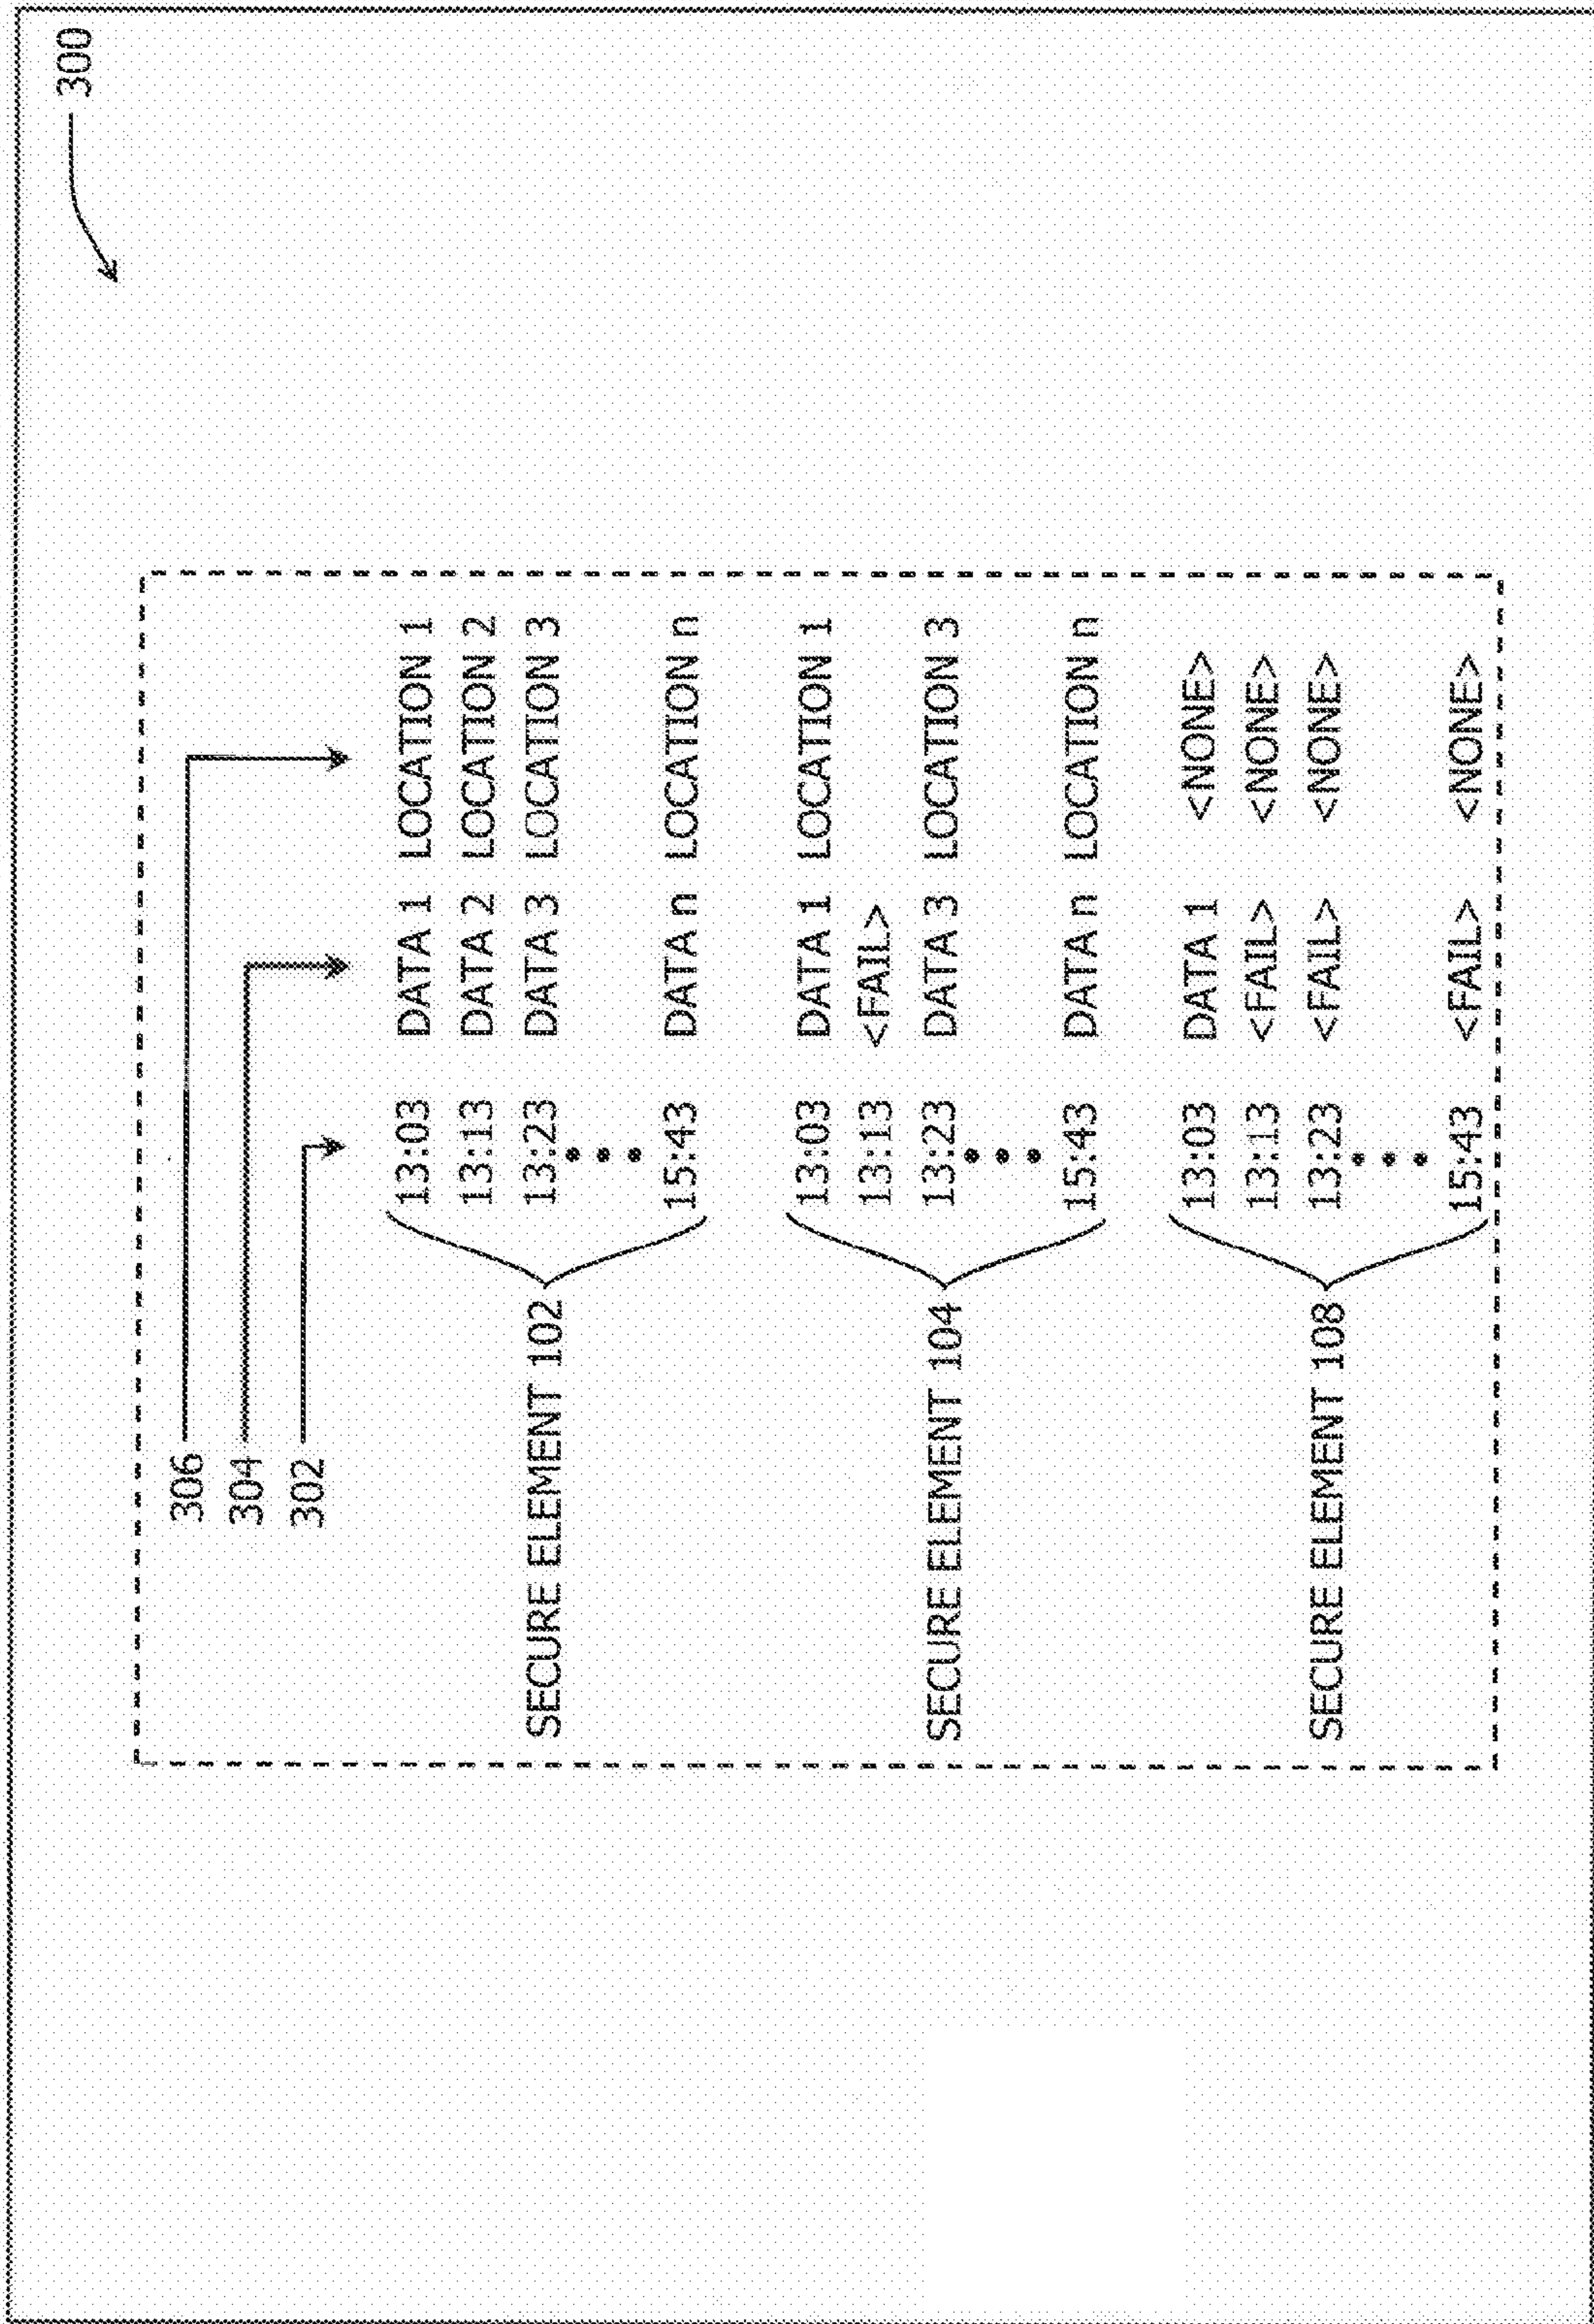 300
306
304
302
13:03 DATA 1 LOCATION 1
13:13 DATA 2 LOCATION 2
SECURE ELEMENT 102 13:23 DATA 3 LOCATION 3
15:43 DATA n LOCATION n
13:03 DATA 1 LOCATION 1
13:13 <FAIL>
SECURE ELEMENT 104 13:23 DATA 3 LOCATION 3
15:43 DATA n LOCATION n
13:03 DATA 1 <NONE>
13:13 <FAIL> <NONE>
SECURE ELEMENT 108 13:23 <FAIL> <NONE>
15:43 <FAIL> <NONE>